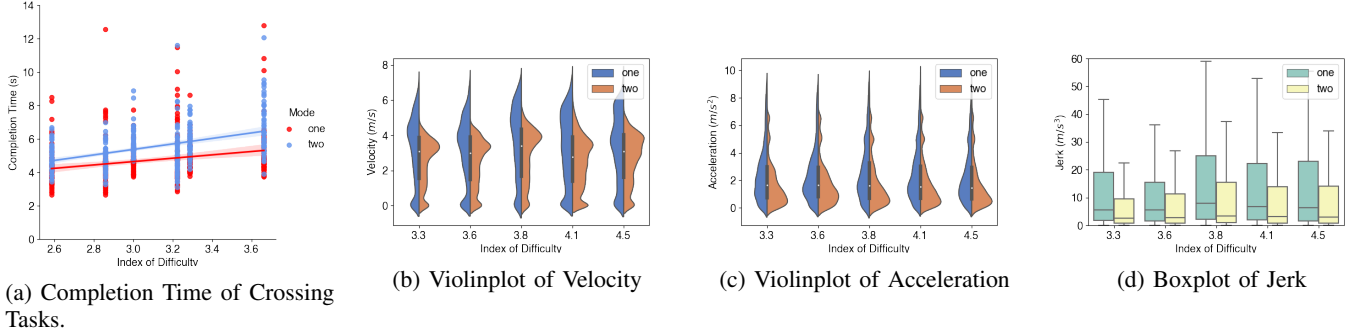 14
12
10
8
6
4
2
0
Completion Time (s)
2.6 2.8 3.0 3.2 3.4 3.6
Index of Difficulty
Mode
one
two
(a) Completion Time of Crossing
Tasks.
8
6
4
2
0
Velocity (m/s)
one
two
3.3 3.6 3.8 4.1 4.5
Index of Difficulty
(b) Violinplot of Velocity
10
8
6
4
2
0
Acceleration (m/s²)
one
two
3.3 3.6 3.8 4.1 4.5
Index of Difficulty
(c) Violinplot of Acceleration
60
50
40
30
20
10
0
Jerk (m/s³)
one
two
3.3 3.6 3.8 4.1 4.5
Index of Difficulty
(d) Boxplot of Jerk